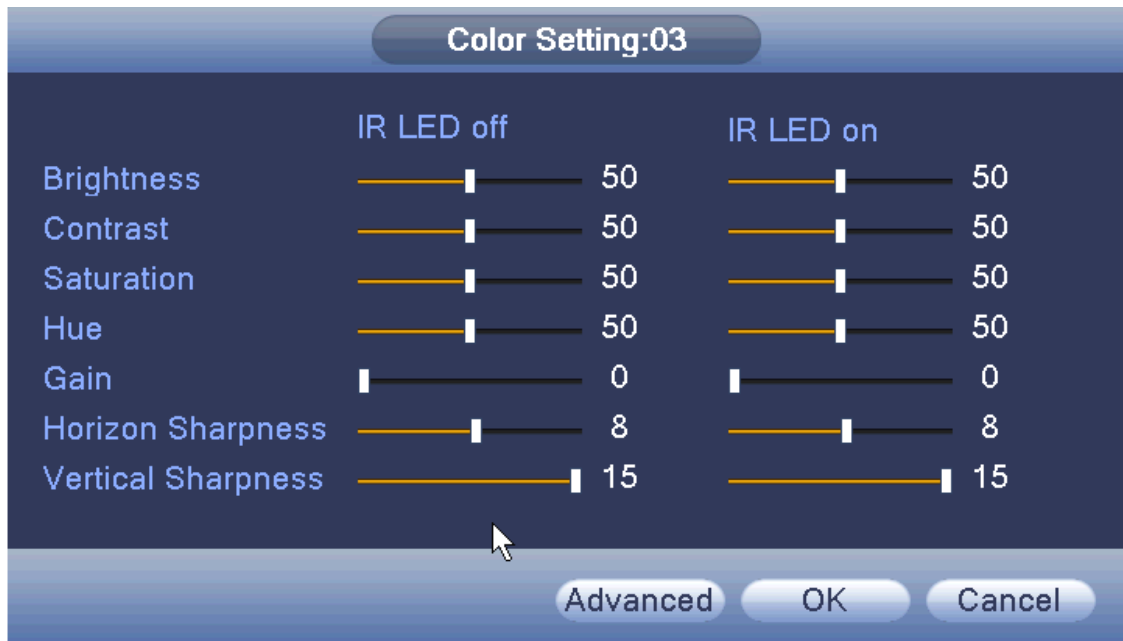 Color Setting:03
IR LED off IR LED on
Brightness 50 50
Contrast 50 50
Saturation 50 50
Hue 50 50
Gain 0 0
Horizon Sharpness 8 8
Vertical Sharpness 15 15
Advanced OK Cancel